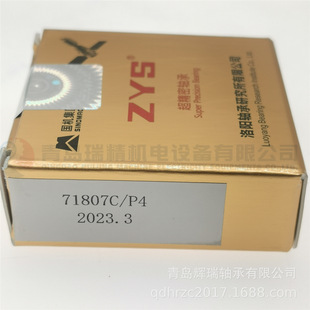 ZYS®
超精密轴承
Super Precision Bearing
洛阳轴承研究所有限公司
Luoyang Bearing Research Institute Co.,
国机集团
SINOMACH
青岛瑞精机电设备有限公司
71807C/P4
2023.3
青岛辉瑞轴承有限公司
qdhrzc2017.1688.com